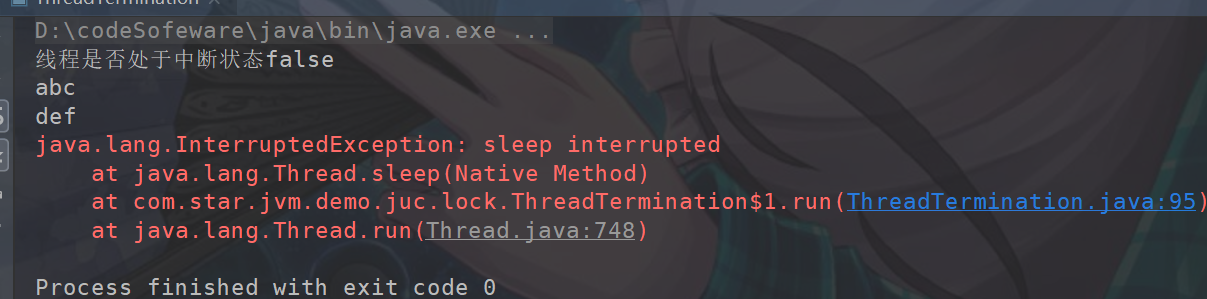 ThreadTermination ×
D:\codeSofeware\java\bin\java.exe ...
线程是否处于中断状态false
abc
def
java.lang.InterruptedException: sleep interrupted
    at java.lang.Thread.sleep(Native Method)
    at com.star.jvm.demo.juc.lock.ThreadTermination$1.run(ThreadTermination.java:95)
    at java.lang.Thread.run(Thread.java:748)
Process finished with exit code 0